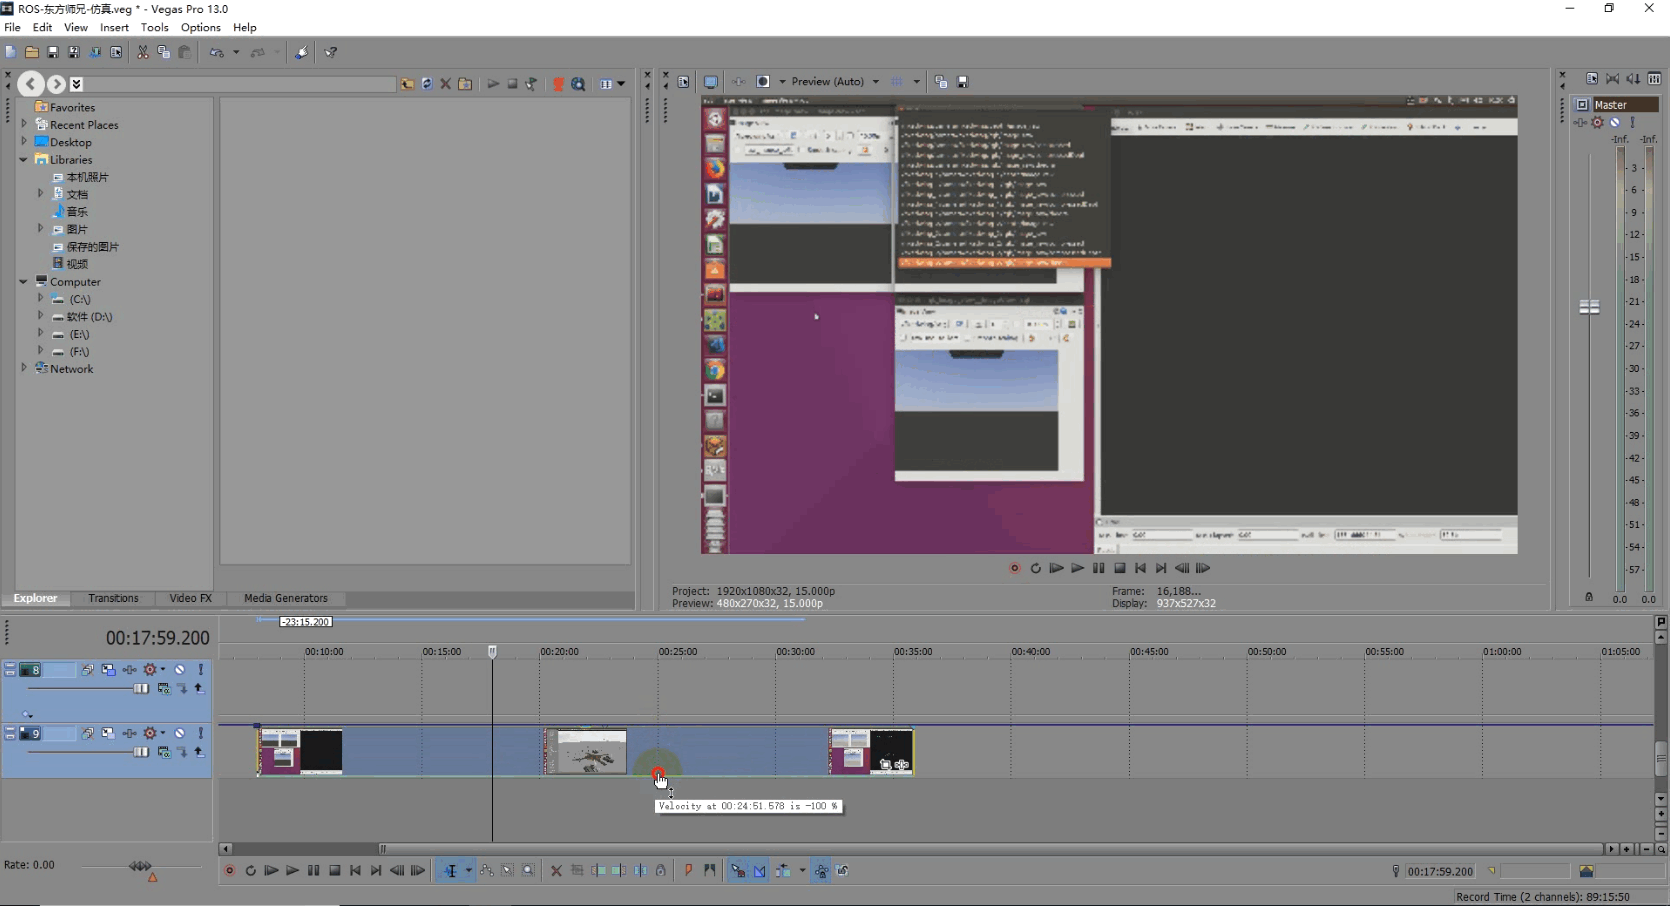 ROS-东方师兄-仿真.veg * - Vegas Pro 13.0
File Edit View Insert Tools Options Help
Preview (Auto)
Favorites
Recent Places
Desktop
Libraries
本机照片
文档
音乐
图片
保存的图片
视频
Computer
(C:\)
软件 (D:\)
(E:\)
(F:\)
Network
Master
-Inf. -Inf.
-3-
-6-
-9-
-12-
-15-
-18-
-21-
-24-
-27-
-30-
-33-
-36-
-39-
-42-
-45-
-48-
-51-
-54-
-57-
0.0 0.0
Explorer Transitions Video FX Media Generators
Project: 1920x1080x32, 15.000p
Preview: 480x270x32, 15.000p
Frame: 16,188...
Display: 937x527x32
00:17:59.200
-23:15.200
00:10:00 00:15:00 00:20:00 00:25:00 00:30:00 00:35:00 00:40:00 00:45:00 00:50:00 00:55:00 01:00:00 01:05:00
8
9
Velocity at 00:24:51.578 is -100 %
Rate: 0.00
00:17:59.200
Record Time (2 channels): 89:15:50